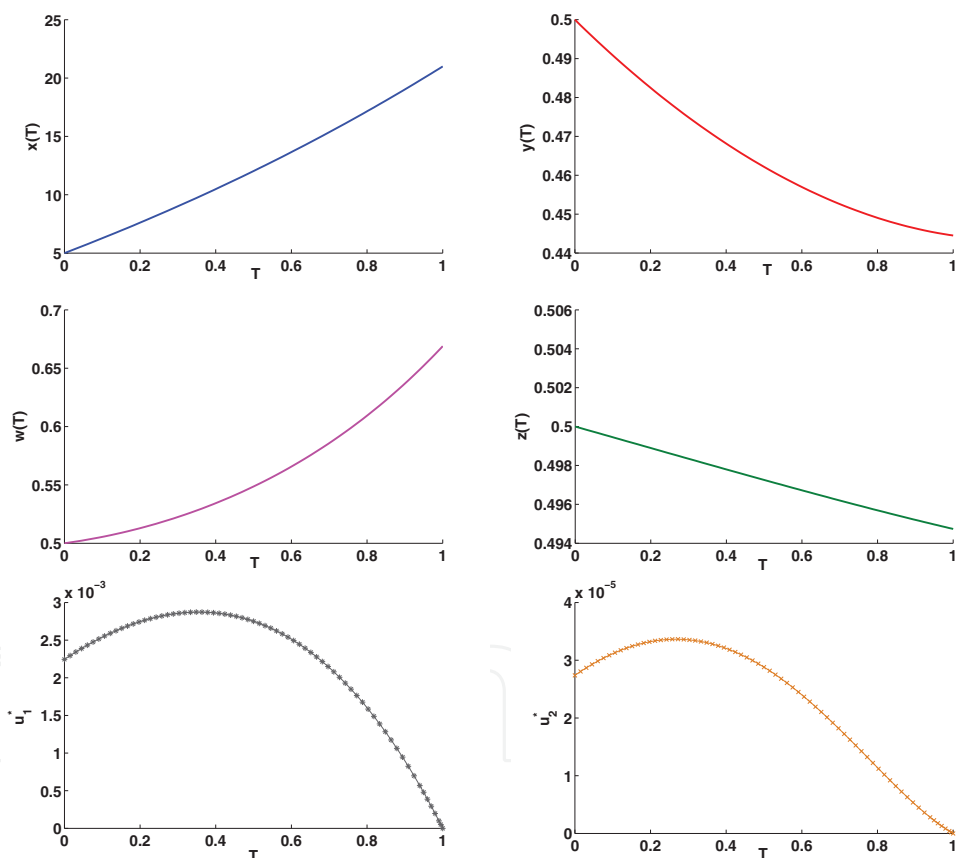 25
20
15
10
5
x(T)
0 0.2 0.4 0.6 0.8 1
T
0.5
0.49
0.48
0.47
0.46
0.45
0.44
y(T)
0 0.2 0.4 0.6 0.8 1
T
0.7
0.65
0.6
0.55
0.5
w(T)
0 0.2 0.4 0.6 0.8 1
T
0.506
0.504
0.502
0.5
0.498
0.496
0.494
z(T)
0 0.2 0.4 0.6 0.8 1
T
x 10⁻³
3
2.5
2
1.5
1
0.5
0
u₁*
0 0.2 0.4 0.6 0.8 1
T
x 10⁻⁵
4
3
2
1
0
u₂*
0 0.2 0.4 0.6 0.8 1
T